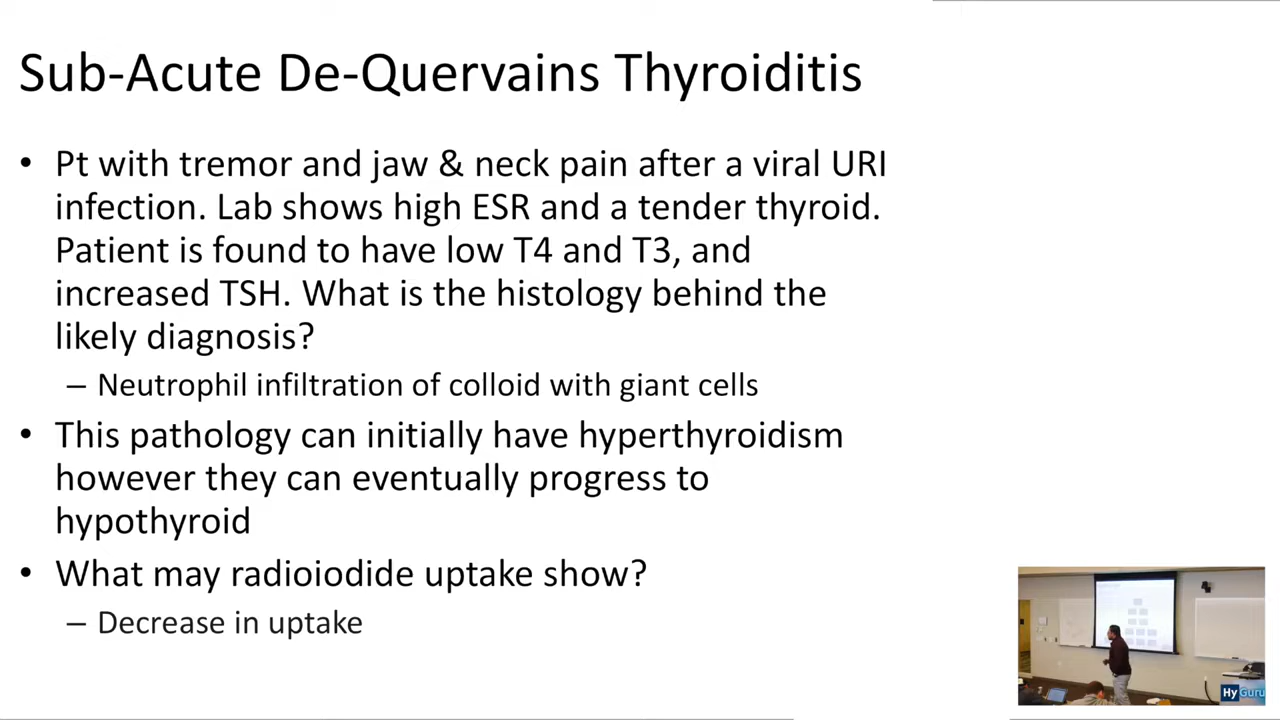 Sub-Acute De-Quervains Thyroiditis
• Pt with tremor and jaw & neck pain after a viral URI
infection. Lab shows high ESR and a tender thyroid.
Patient is found to have low T4 and T3, and
increased TSH. What is the histology behind the
likely diagnosis?
– Neutrophil infiltration of colloid with giant cells
• This pathology can initially have hyperthyroidism
however they can eventually progress to
hypothyroid
• What may radioiodide uptake show?
– Decrease in uptake
HyGuru